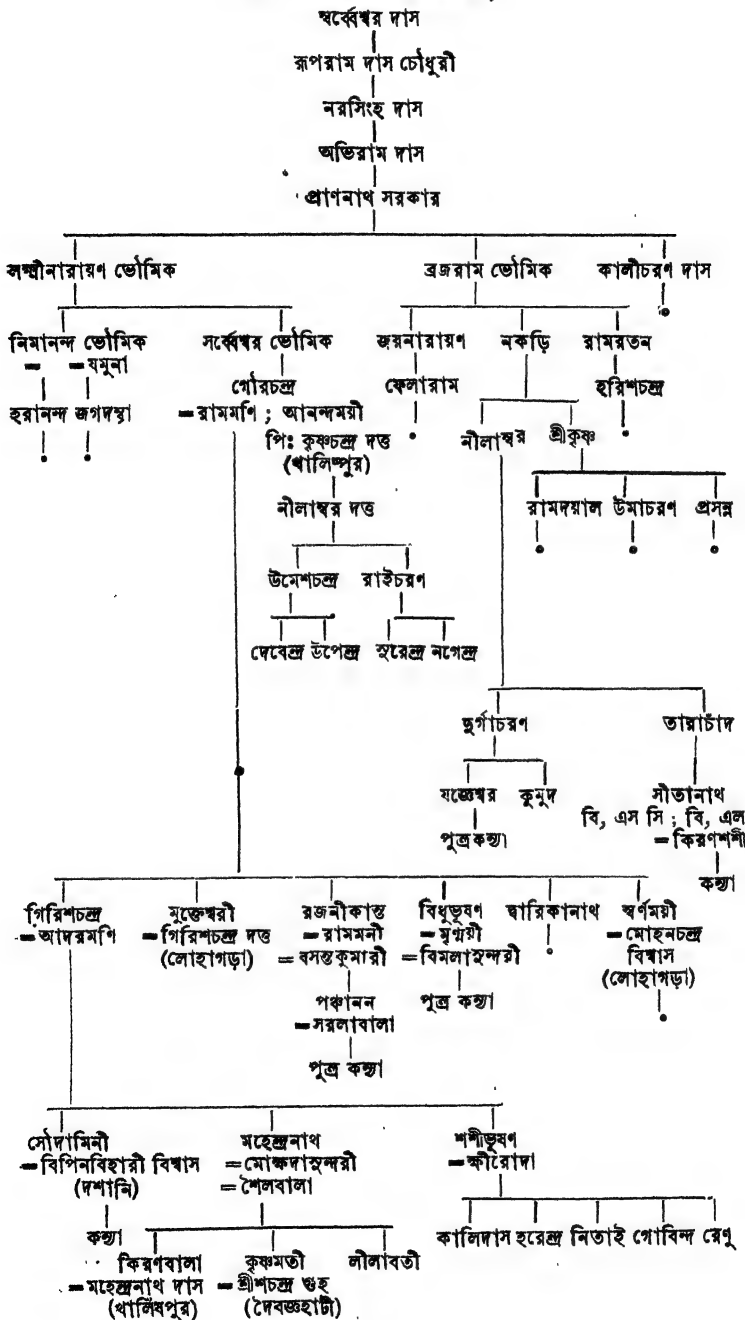 স্বর্ব্বেশ্বর দাস
রূপরাম দাস চৌধুরী
নরসিংহ দাস
অভিরাম দাস
প্রাণনাথ সরকার
লক্ষ্মীনারায়ণ ভৌমিক ব্রজরাম ভৌমিক কালীচরণ দাস
নিমানন্দ ভৌমিক সর্ব্বেশ্বর ভৌমিক জয়নারায়ণ নকড়ি রামরতন
= = যমুনা
গৌরচন্দ্র ফেলারাম হরিশচন্দ্র
হরানন্দ জগদম্বা = রামমণি ; আনন্দময়ী
নীলাম্বর শ্রীকৃষ্ণ
পিঃ কৃষ্ণচন্দ্র দত্ত
(খালিষ্পুর)
রামদয়াল উমাচরণ প্রসন্ন
নীলাম্বর দত্ত
উমেশচন্দ্র রাইচরণ
দেবেন্দ্র উপেন্দ্র সুরেন্দ্র নগেন্দ্র
দুর্গাচরণ তারাচাঁদ
যজ্ঞেশ্বর কুমুদ সীতানাথ
বি, এস সি ; বি, এল
পুত্রকন্যা = কিরণশশী
কন্যা
গিরিশচন্দ্র মুক্তেশ্বরী রজনীকান্ত বিধুভূষণ দ্বারিকানাথ স্বর্ণময়ী
= আদরমণি = গিরিশচন্দ্র দত্ত = রামমনী = মৃণ্ময়ী = মোহনচন্দ্র
(লোহাগড়া) = বসন্তকুমারী = বিমলাসুন্দরী বিশ্বাস
(লোহাগড়া)
পঞ্চানন পুত্র কন্যা
= সরলাবালা
পুত্র কন্যা
সৌদামিনী মহেন্দ্রনাথ শশীভূষণ
= বিপিনবিহারী বিশ্বাস = মোক্ষদাসুন্দরী = ক্ষীরোদা
(দশানি) = শৈলবালা
কন্যা কালিদাস হরেন্দ্র নিতাই গোবিন্দ রেণু
কিরণবালা কৃষ্ণমতী লীলাবতী
= মহেন্দ্রনাথ দাস = শ্রীশচন্দ্র গুহ
(খালিষপুর) (দৈবজ্ঞহাটী)